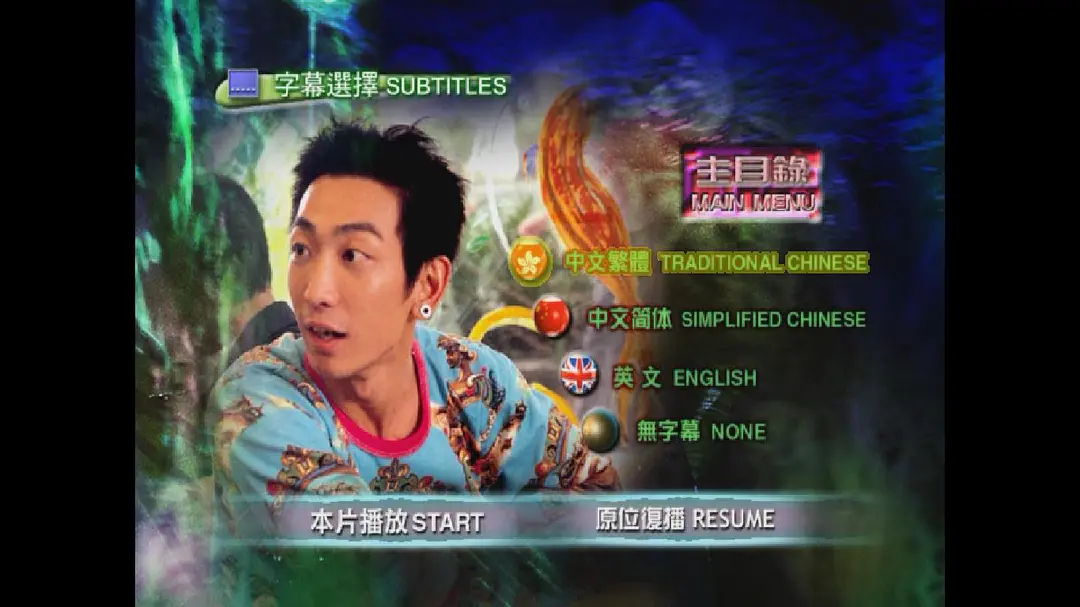 字幕選擇 SUBTITLES
主目錄
MAIN MENU
中文繁體 TRADITIONAL CHINESE
中文简体 SIMPLIFIED CHINESE
英文 ENGLISH
無字幕 NONE
本片播放 START
原位復播 RESUME